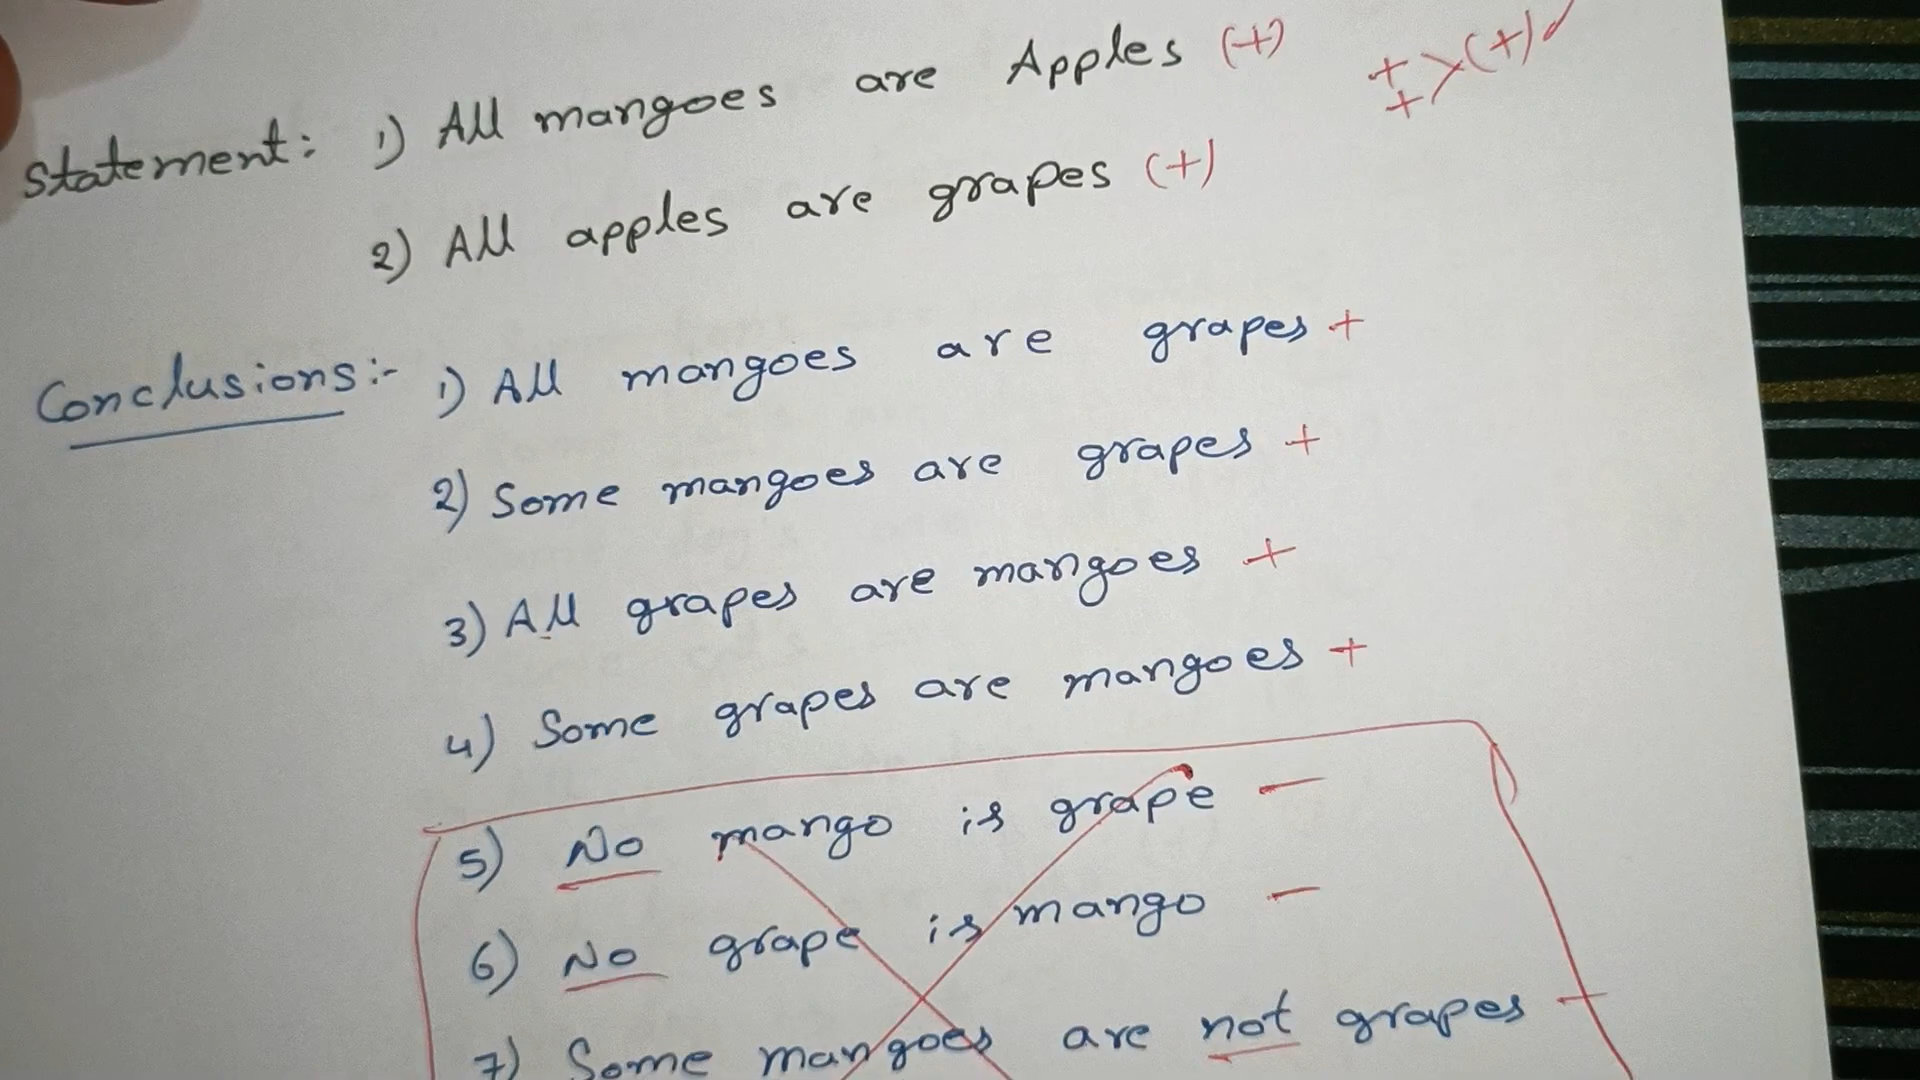 Statement: 1) All mangoes are Apples (+)
+ + > (+) ✓
2) All apples are grapes (+)
Conclusions:- 1) All mangoes are grapes +
2) Some mangoes are grapes +
3) All grapes are mangoes +
4) Some grapes are mangoes +
5) No mango is grape -
6) No grape is mango -
7) Some mangoes are not grapes -